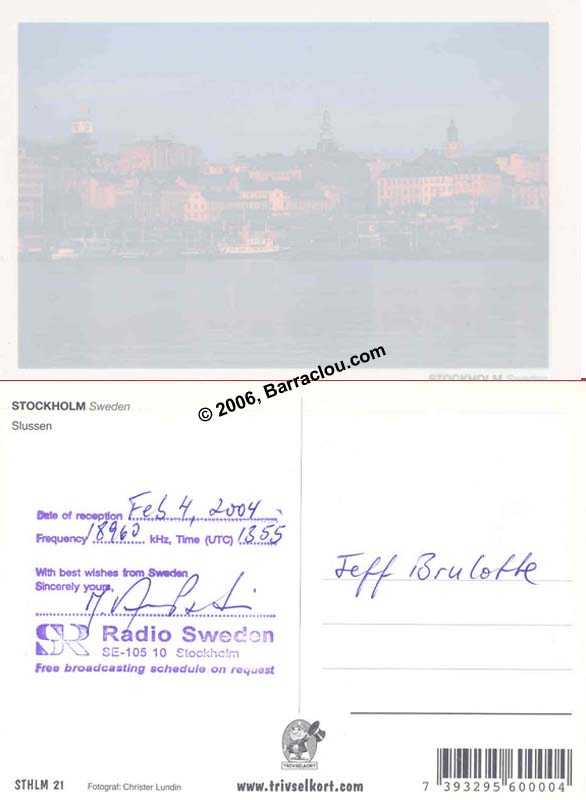 STOCKHOLM Sweden
© 2006, Barraclou.com
STOCKHOLM Sweden
Slussen
Date of reception Feb 4, 2004
Frequency 18960 kHz, Time (UTC) 1355
With best wishes from Sweden
Sincerely yours,
SR Radio Sweden
SE-105 10 Stockholm
Free broadcasting schedule on request
Jeff Brulotte
TRIVSELKORT
STHLM 21
Fotograf: Christer Lundin
www.trivselkort.com
7 393295 600004